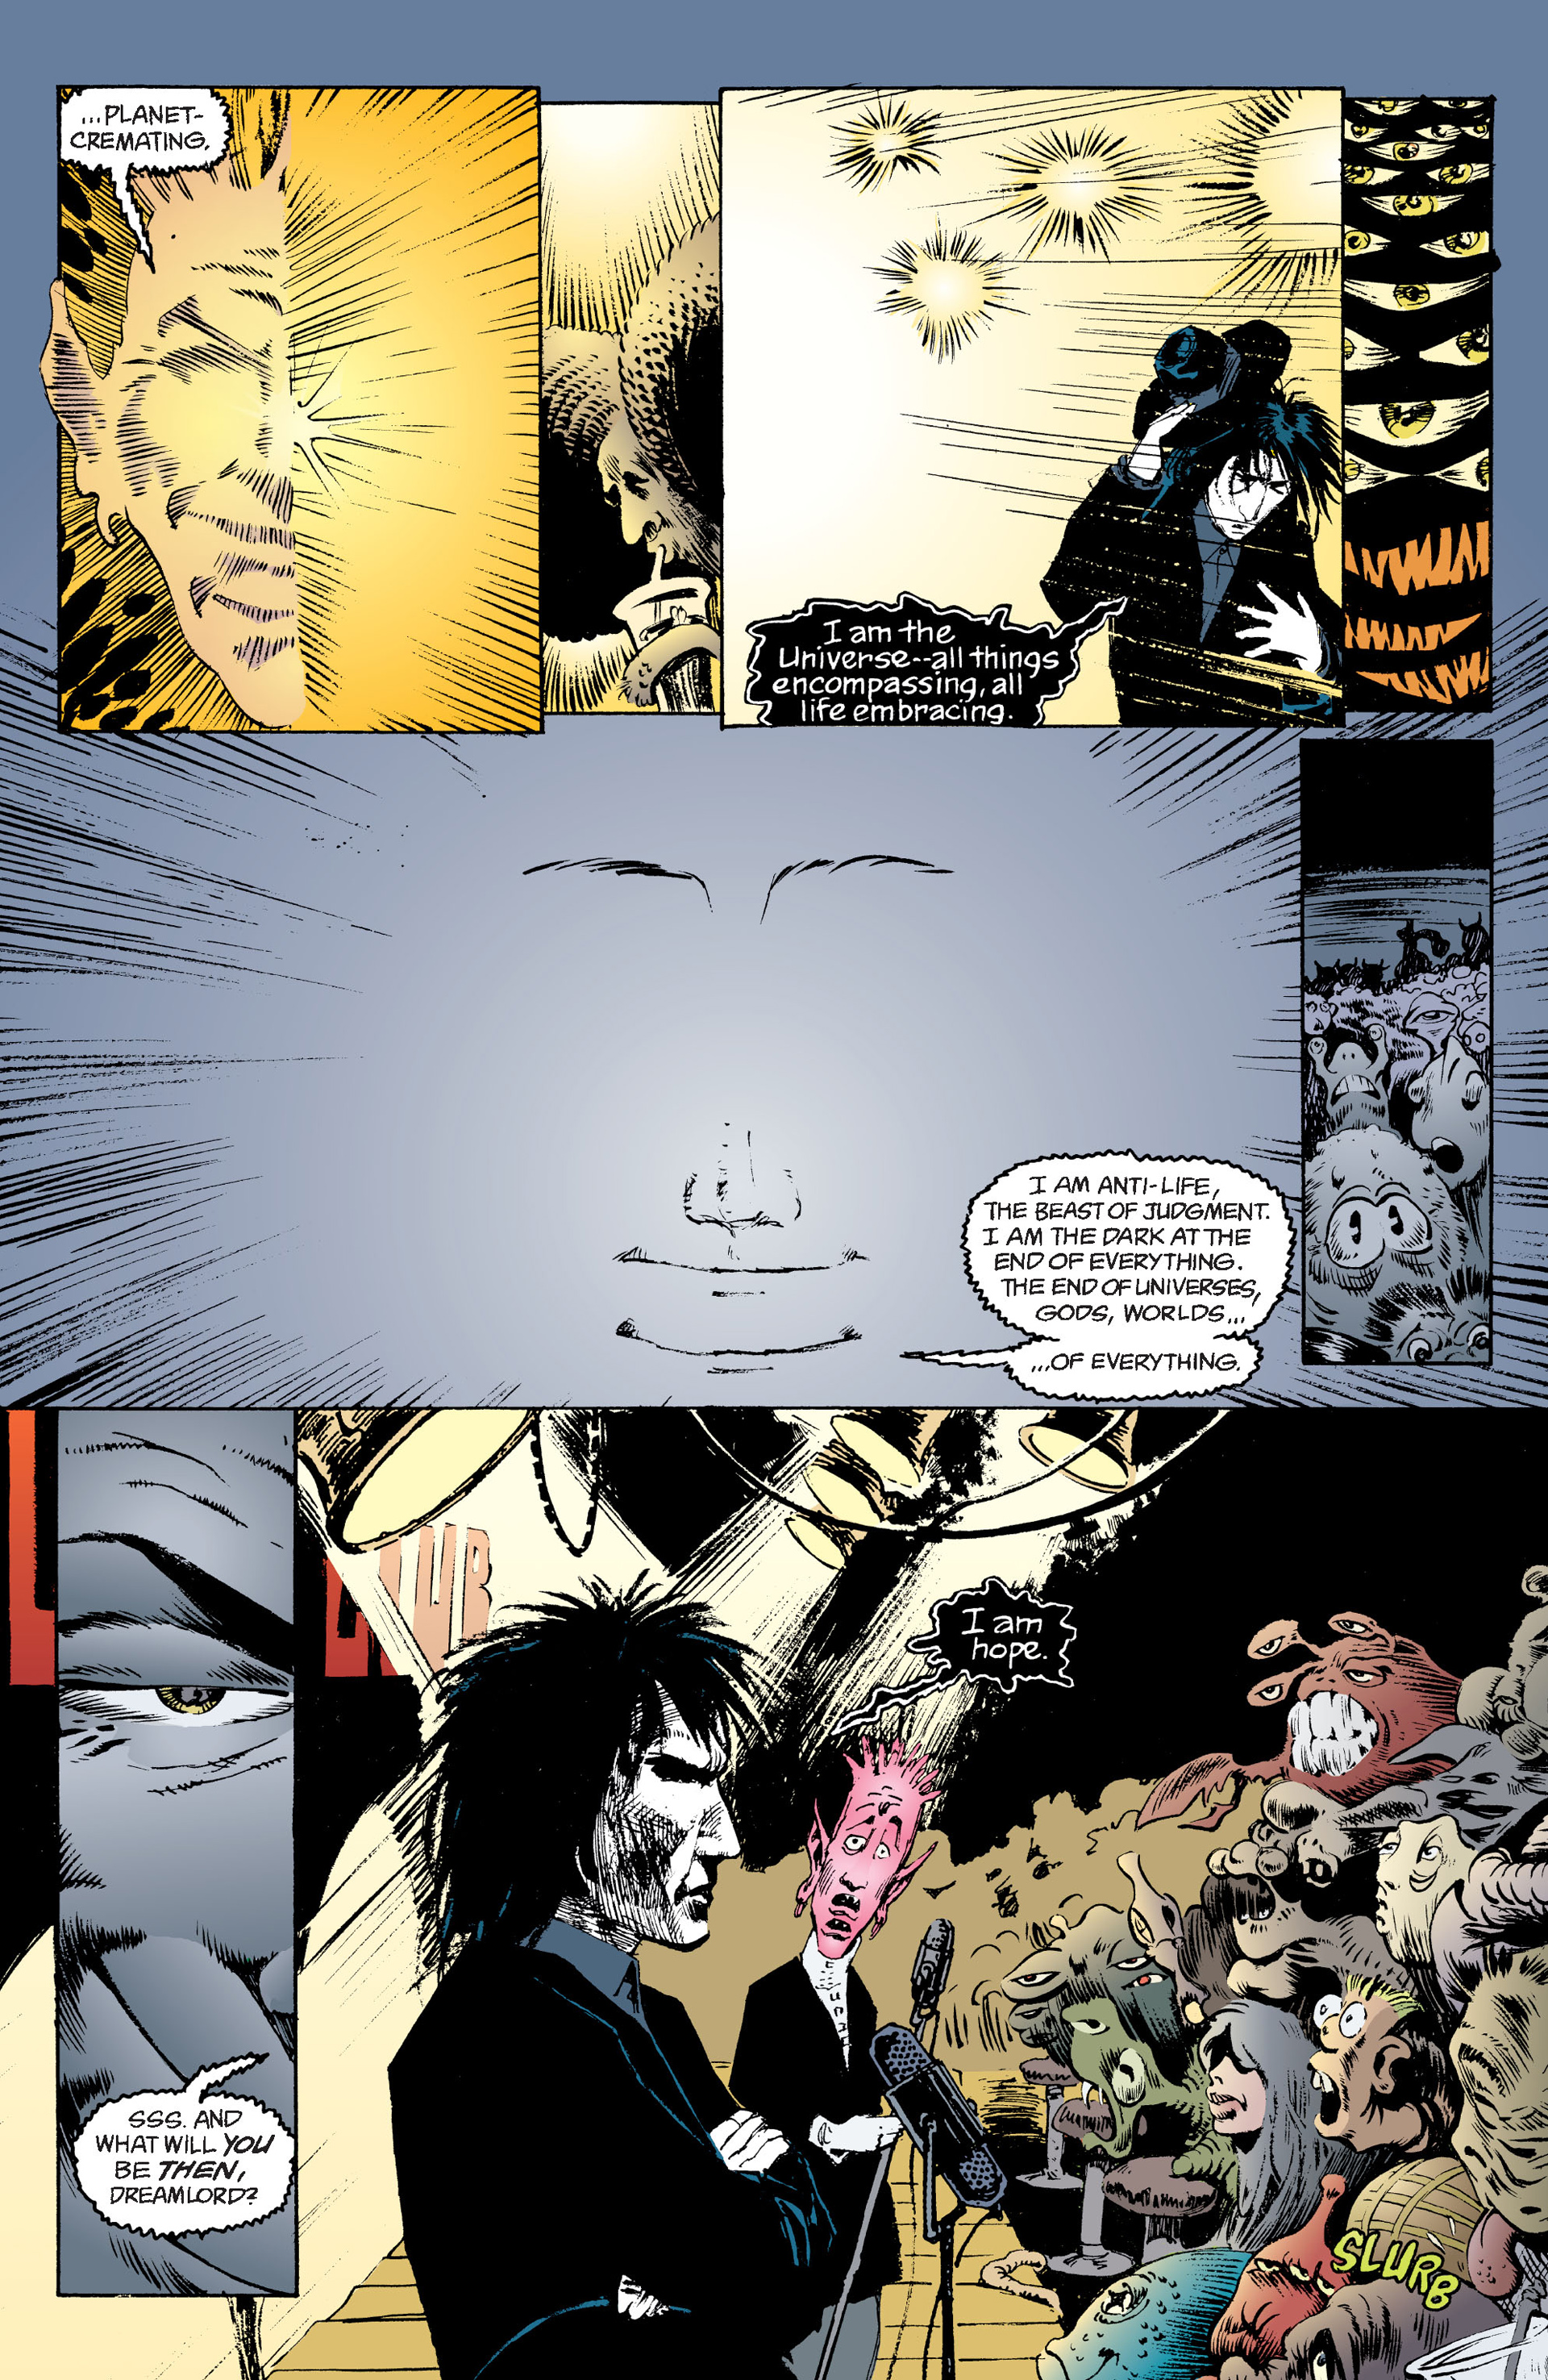 ...PLANET-
CREMATING.
I am the
Universe--all things
encompassing, all
life embracing.
I AM ANTI-LIFE,
THE BEAST OF JUDGMENT.
I AM THE DARK AT THE
END OF EVERYTHING.
THE END OF UNIVERSES,
GODS, WORLDS...
...OF EVERYTHING.
SSS. AND
WHAT WILL YOU
BE THEN,
DREAMLORD?
I am
hope.
SLURB